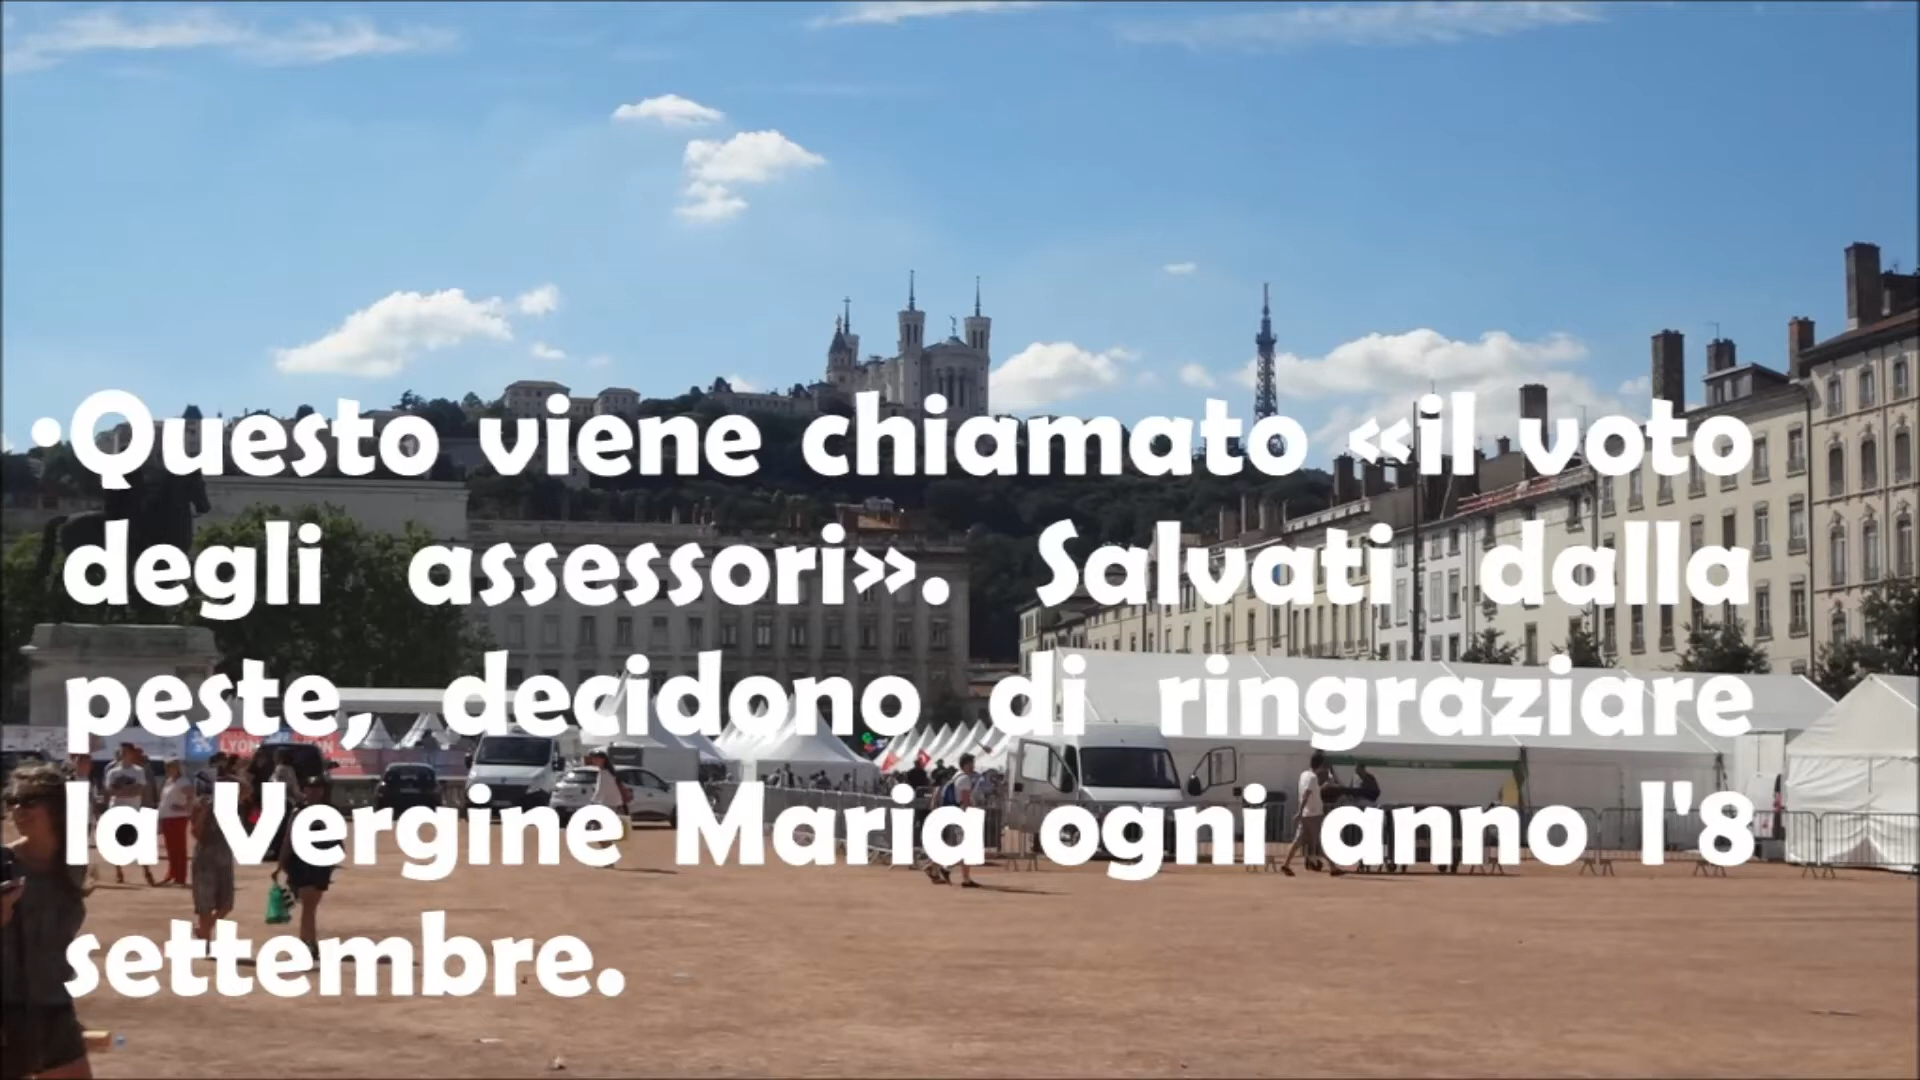 •Questo viene chiamato «il voto
degli assessori». Salvati dalla
peste, decidono di ringraziare
la Vergine Maria ogni anno l'8
settembre.
LYON